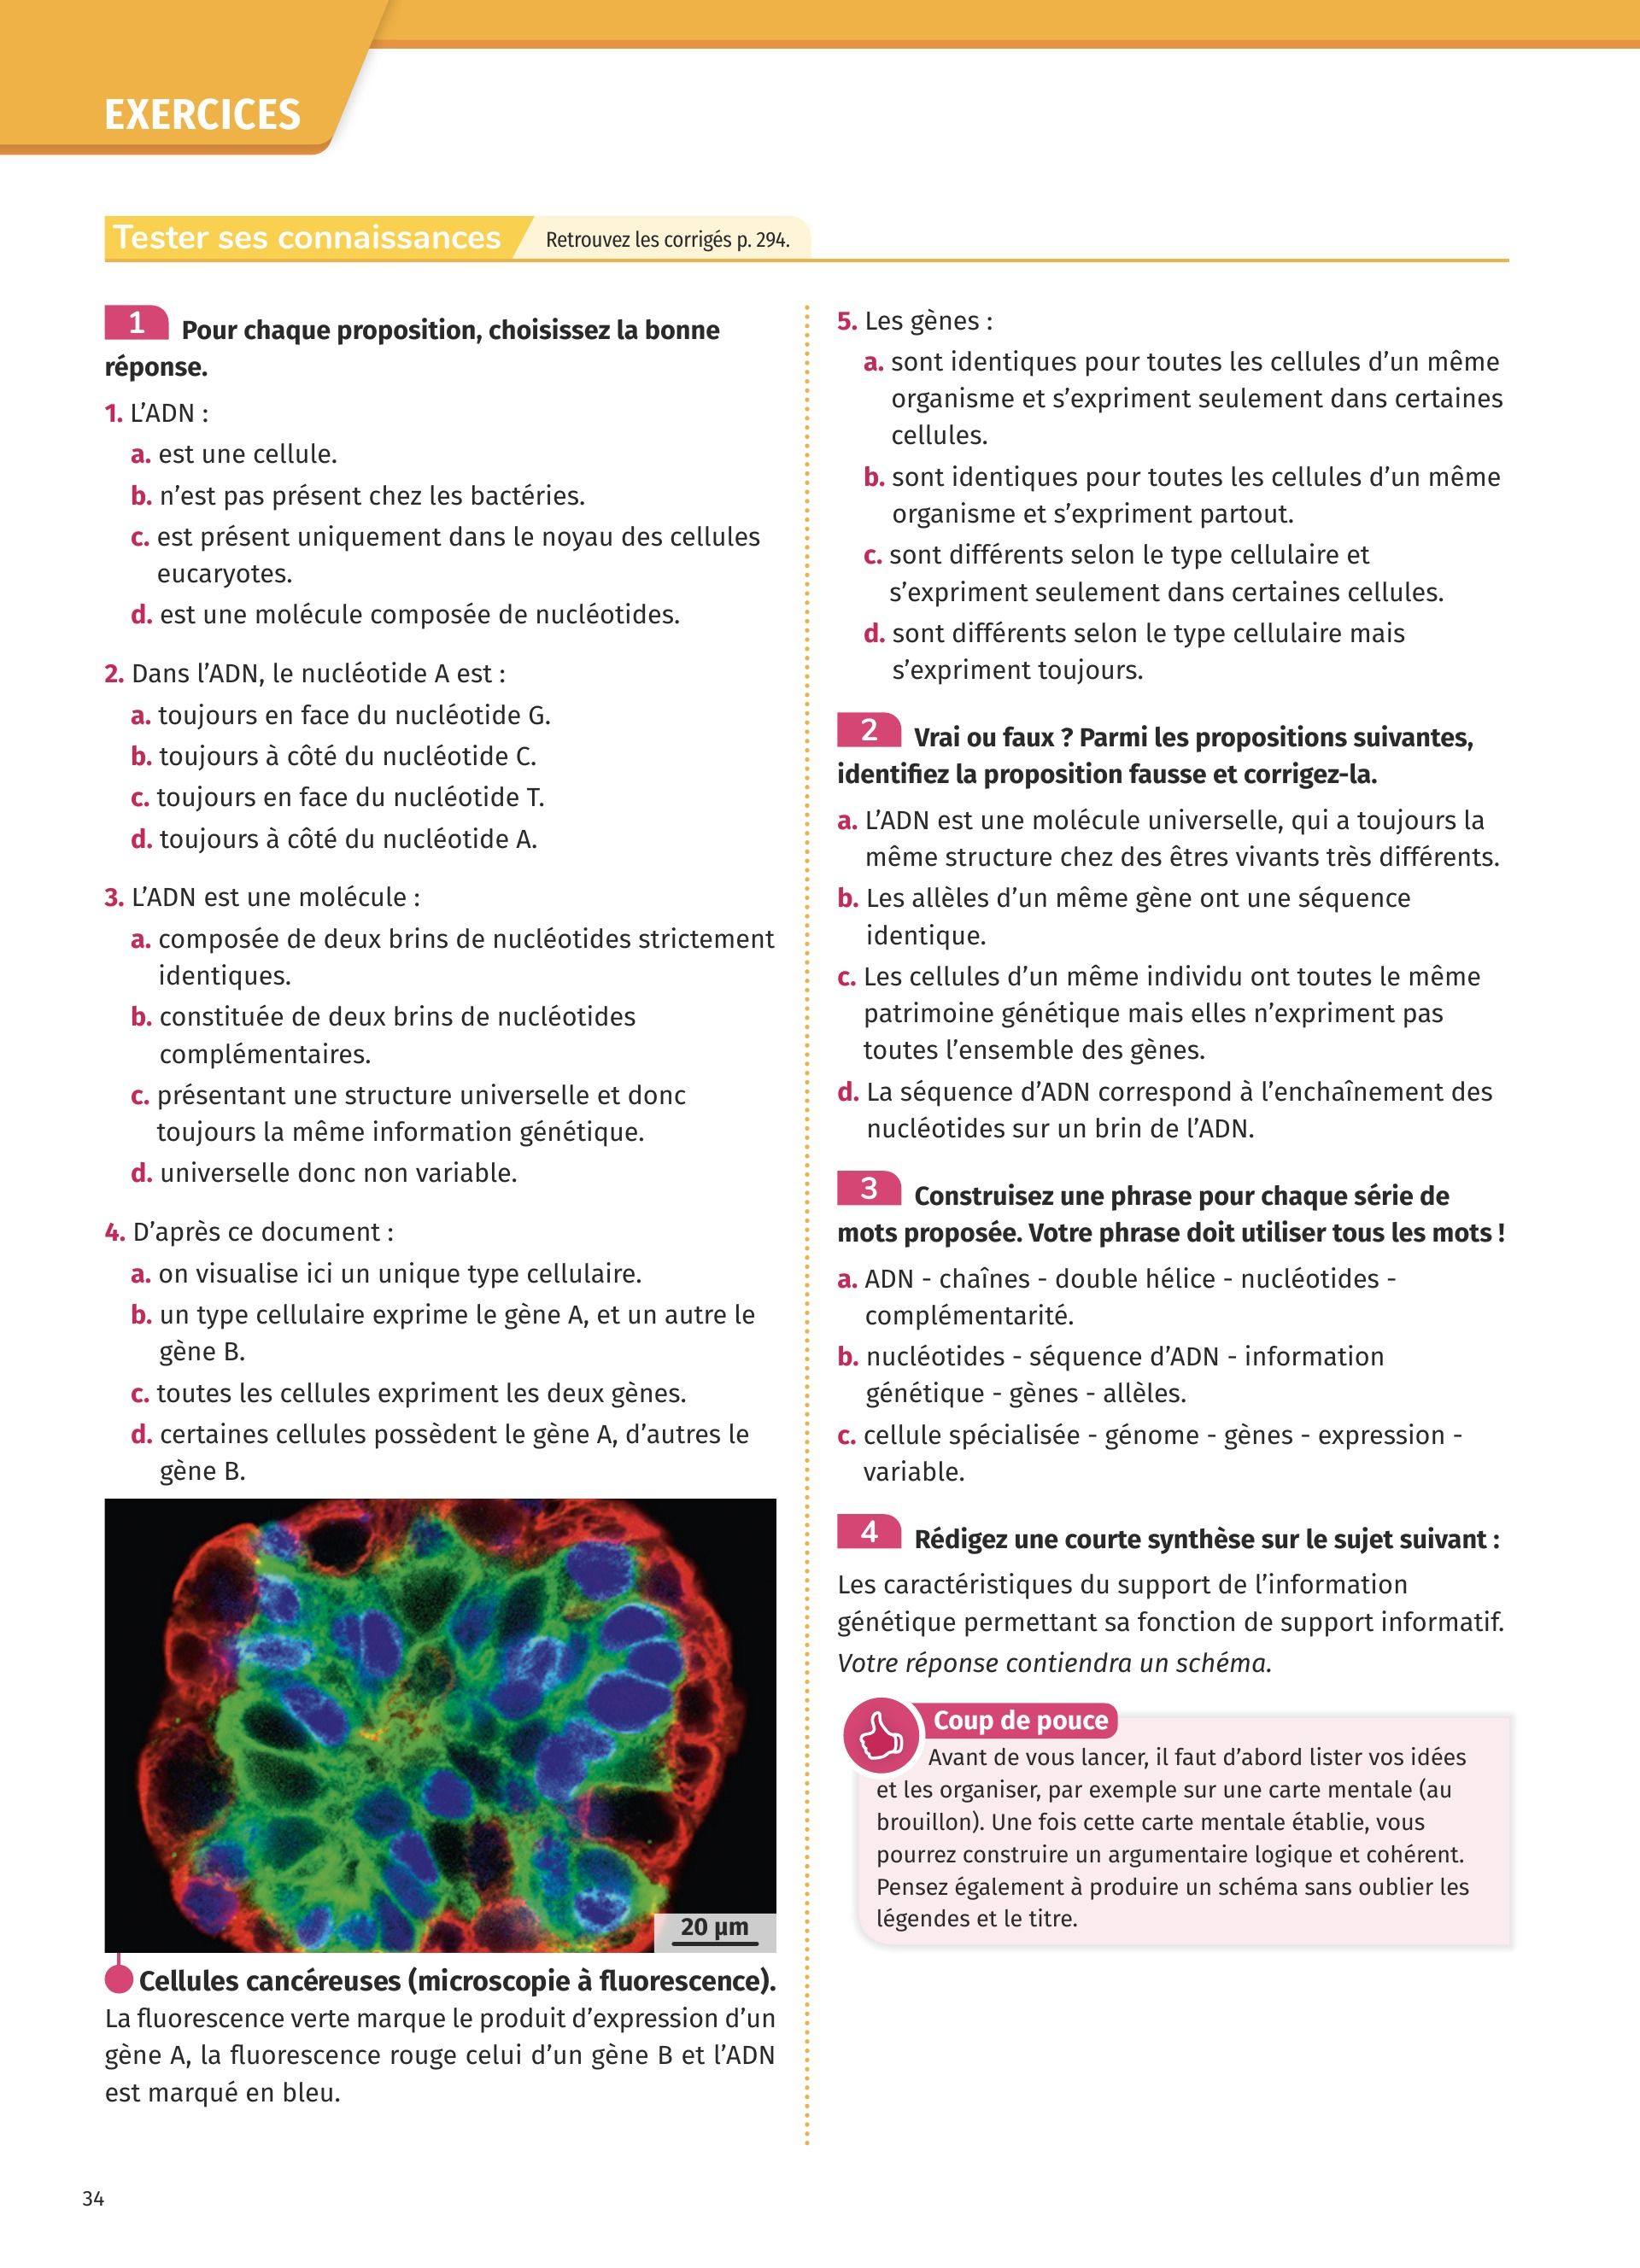 EXERCICES
Tester ses connaissances
Retrouvez les corrigés p. 294.
1 Pour chaque proposition, choisissez la bonne
réponse.
1. L’ADN :
a. est une cellule.
b. n’est pas présent chez les bactéries.
c. est présent uniquement dans le noyau des cellules
eucaryotes.
d. est une molécule composée de nucléotides.
2. Dans l’ADN, le nucléotide A est :
a. toujours en face du nucléotide G.
b. toujours à côté du nucléotide C.
c. toujours en face du nucléotide T.
d. toujours à côté du nucléotide A.
3. L’ADN est une molécule :
a. composée de deux brins de nucléotides strictement
identiques.
b. constituée de deux brins de nucléotides
complémentaires.
c. présentant une structure universelle et donc
toujours la même information génétique.
d. universelle donc non variable.
4. D’après ce document :
a. on visualise ici un unique type cellulaire.
b. un type cellulaire exprime le gène A, et un autre le
gène B.
c. toutes les cellules expriment les deux gènes.
d. certaines cellules possèdent le gène A, d’autres le
gène B.
20 µm
Cellules cancéreuses (microscopie à fluorescence).
La fluorescence verte marque le produit d’expression d’un
gène A, la fluorescence rouge celui d’un gène B et l’ADN
est marqué en bleu.
5. Les gènes :
a. sont identiques pour toutes les cellules d’un même
organisme et s’expriment seulement dans certaines
cellules.
b. sont identiques pour toutes les cellules d’un même
organisme et s’expriment partout.
c. sont différents selon le type cellulaire et
s’expriment seulement dans certaines cellules.
d. sont différents selon le type cellulaire mais
s’expriment toujours.
2 Vrai ou faux ? Parmi les propositions suivantes,
identifiez la proposition fausse et corrigez-la.
a. L’ADN est une molécule universelle, qui a toujours la
même structure chez des êtres vivants très différents.
b. Les allèles d’un même gène ont une séquence
identique.
c. Les cellules d’un même individu ont toutes le même
patrimoine génétique mais elles n’expriment pas
toutes l’ensemble des gènes.
d. La séquence d’ADN correspond à l’enchaînement des
nucléotides sur un brin de l’ADN.
3 Construisez une phrase pour chaque série de
mots proposée. Votre phrase doit utiliser tous les mots !
a. ADN - chaînes - double hélice - nucléotides -
complémentarité.
b. nucléotides - séquence d’ADN - information
génétique - gènes - allèles.
c. cellule spécialisée - génome - gènes - expression -
variable.
4 Rédigez une courte synthèse sur le sujet suivant :
Les caractéristiques du support de l’information
génétique permettant sa fonction de support informatif.
Votre réponse contiendra un schéma.
Coup de pouce
Avant de vous lancer, il faut d’abord lister vos idées
et les organiser, par exemple sur une carte mentale (au
brouillon). Une fois cette carte mentale établie, vous
pourrez construire un argumentaire logique et cohérent.
Pensez également à produire un schéma sans oublier les
légendes et le titre.
34